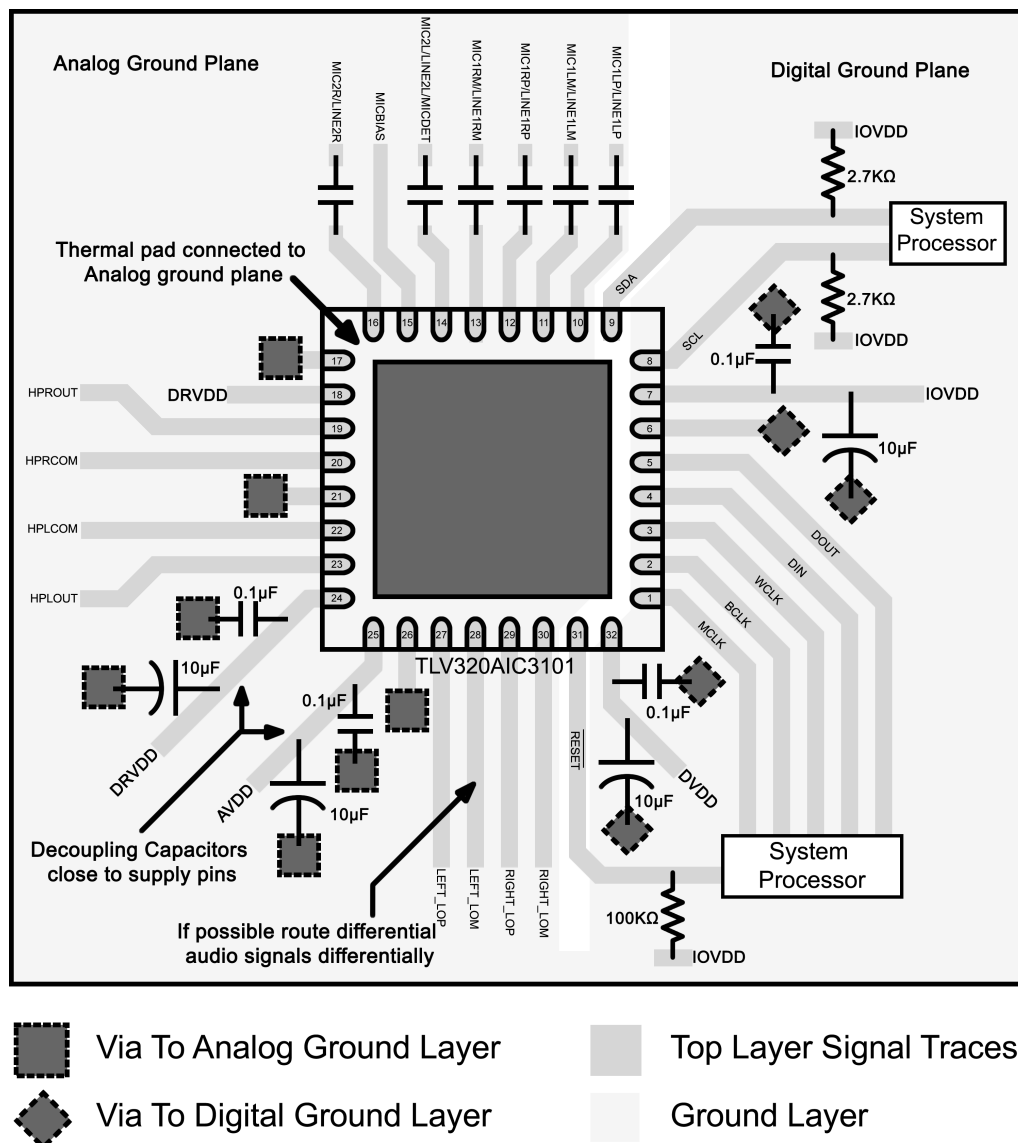 Analog Ground Plane
Digital Ground Plane
MIC2R/LINE2R
MICBIAS
MIC2L/LINE2L/MICDET
MIC1RM/LINE1RM
MIC1RP/LINE1RP
MIC1LM/LINE1LM
MIC1LP/LINE1LP
IOVDD
2.7KΩ
System
Processor
Thermal pad connected to
Analog ground plane
SDA
SCL
2.7KΩ
IOVDD
0.1µF
16
15
14
13
12
11
10
9
17
18
19
20
21
22
23
24
8
7
6
5
4
3
2
1
HPROUT
DRVDD
HPRCOM
HPLCOM
HPLOUT
IOVDD
10µF
DOUT
DIN
WCLK
BCLK
MCLK
25
26
27
28
29
30
31
32
TLV320AIC3101
0.1µF
10µF
DRVDD
0.1µF
AVDD
10µF
RESET
0.1µF
10µF
DVDD
Decoupling Capacitors
close to supply pins
LEFT_LOP
LEFT_LOM
RIGHT_LOP
RIGHT_LOM
If possible route differential
audio signals differentially
System
Processor
100KΩ
IOVDD
Via To Analog Ground Layer
Top Layer Signal Traces
Via To Digital Ground Layer
Ground Layer